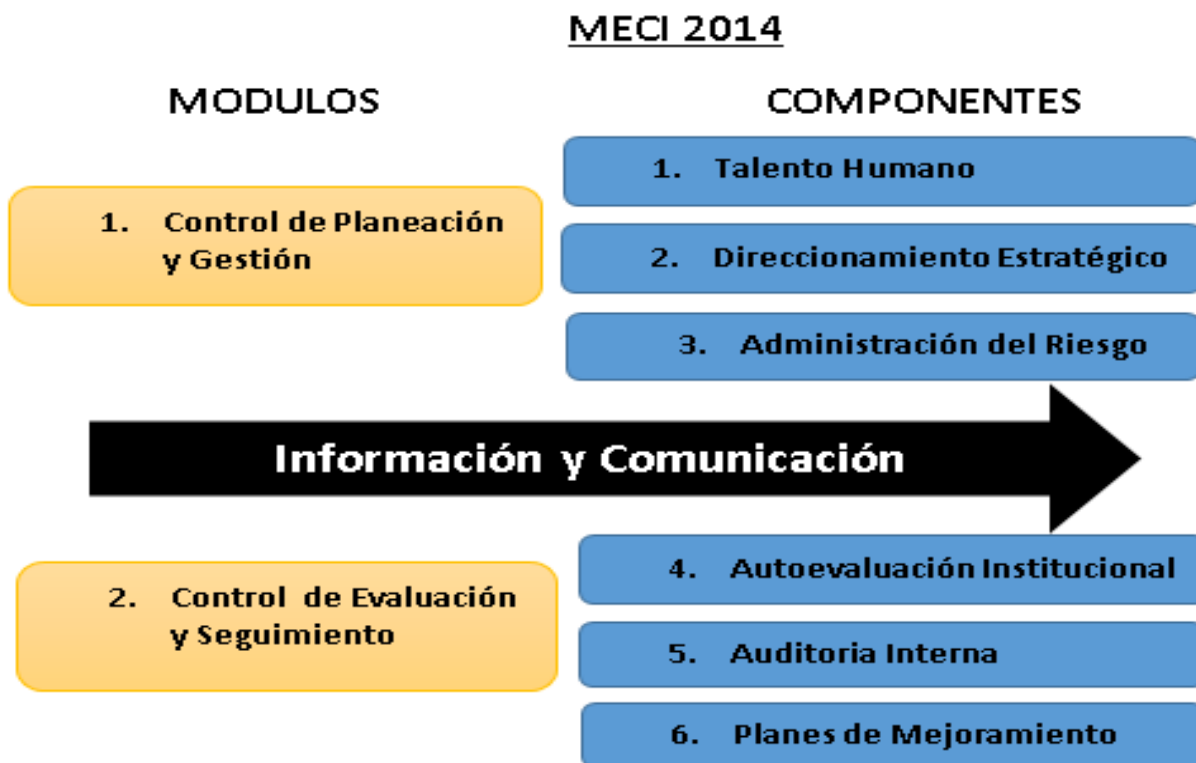 MECI 2014
MODULOS
COMPONENTES
1. Control de Planeación
y Gestión
1. Talento Humano
2. Direccionamiento Estratégico
3. Administración del Riesgo
Información y Comunicación
2. Control de Evaluación
y Seguimiento
4. Autoevaluación Institucional
5. Auditoria Interna
6. Planes de Mejoramiento